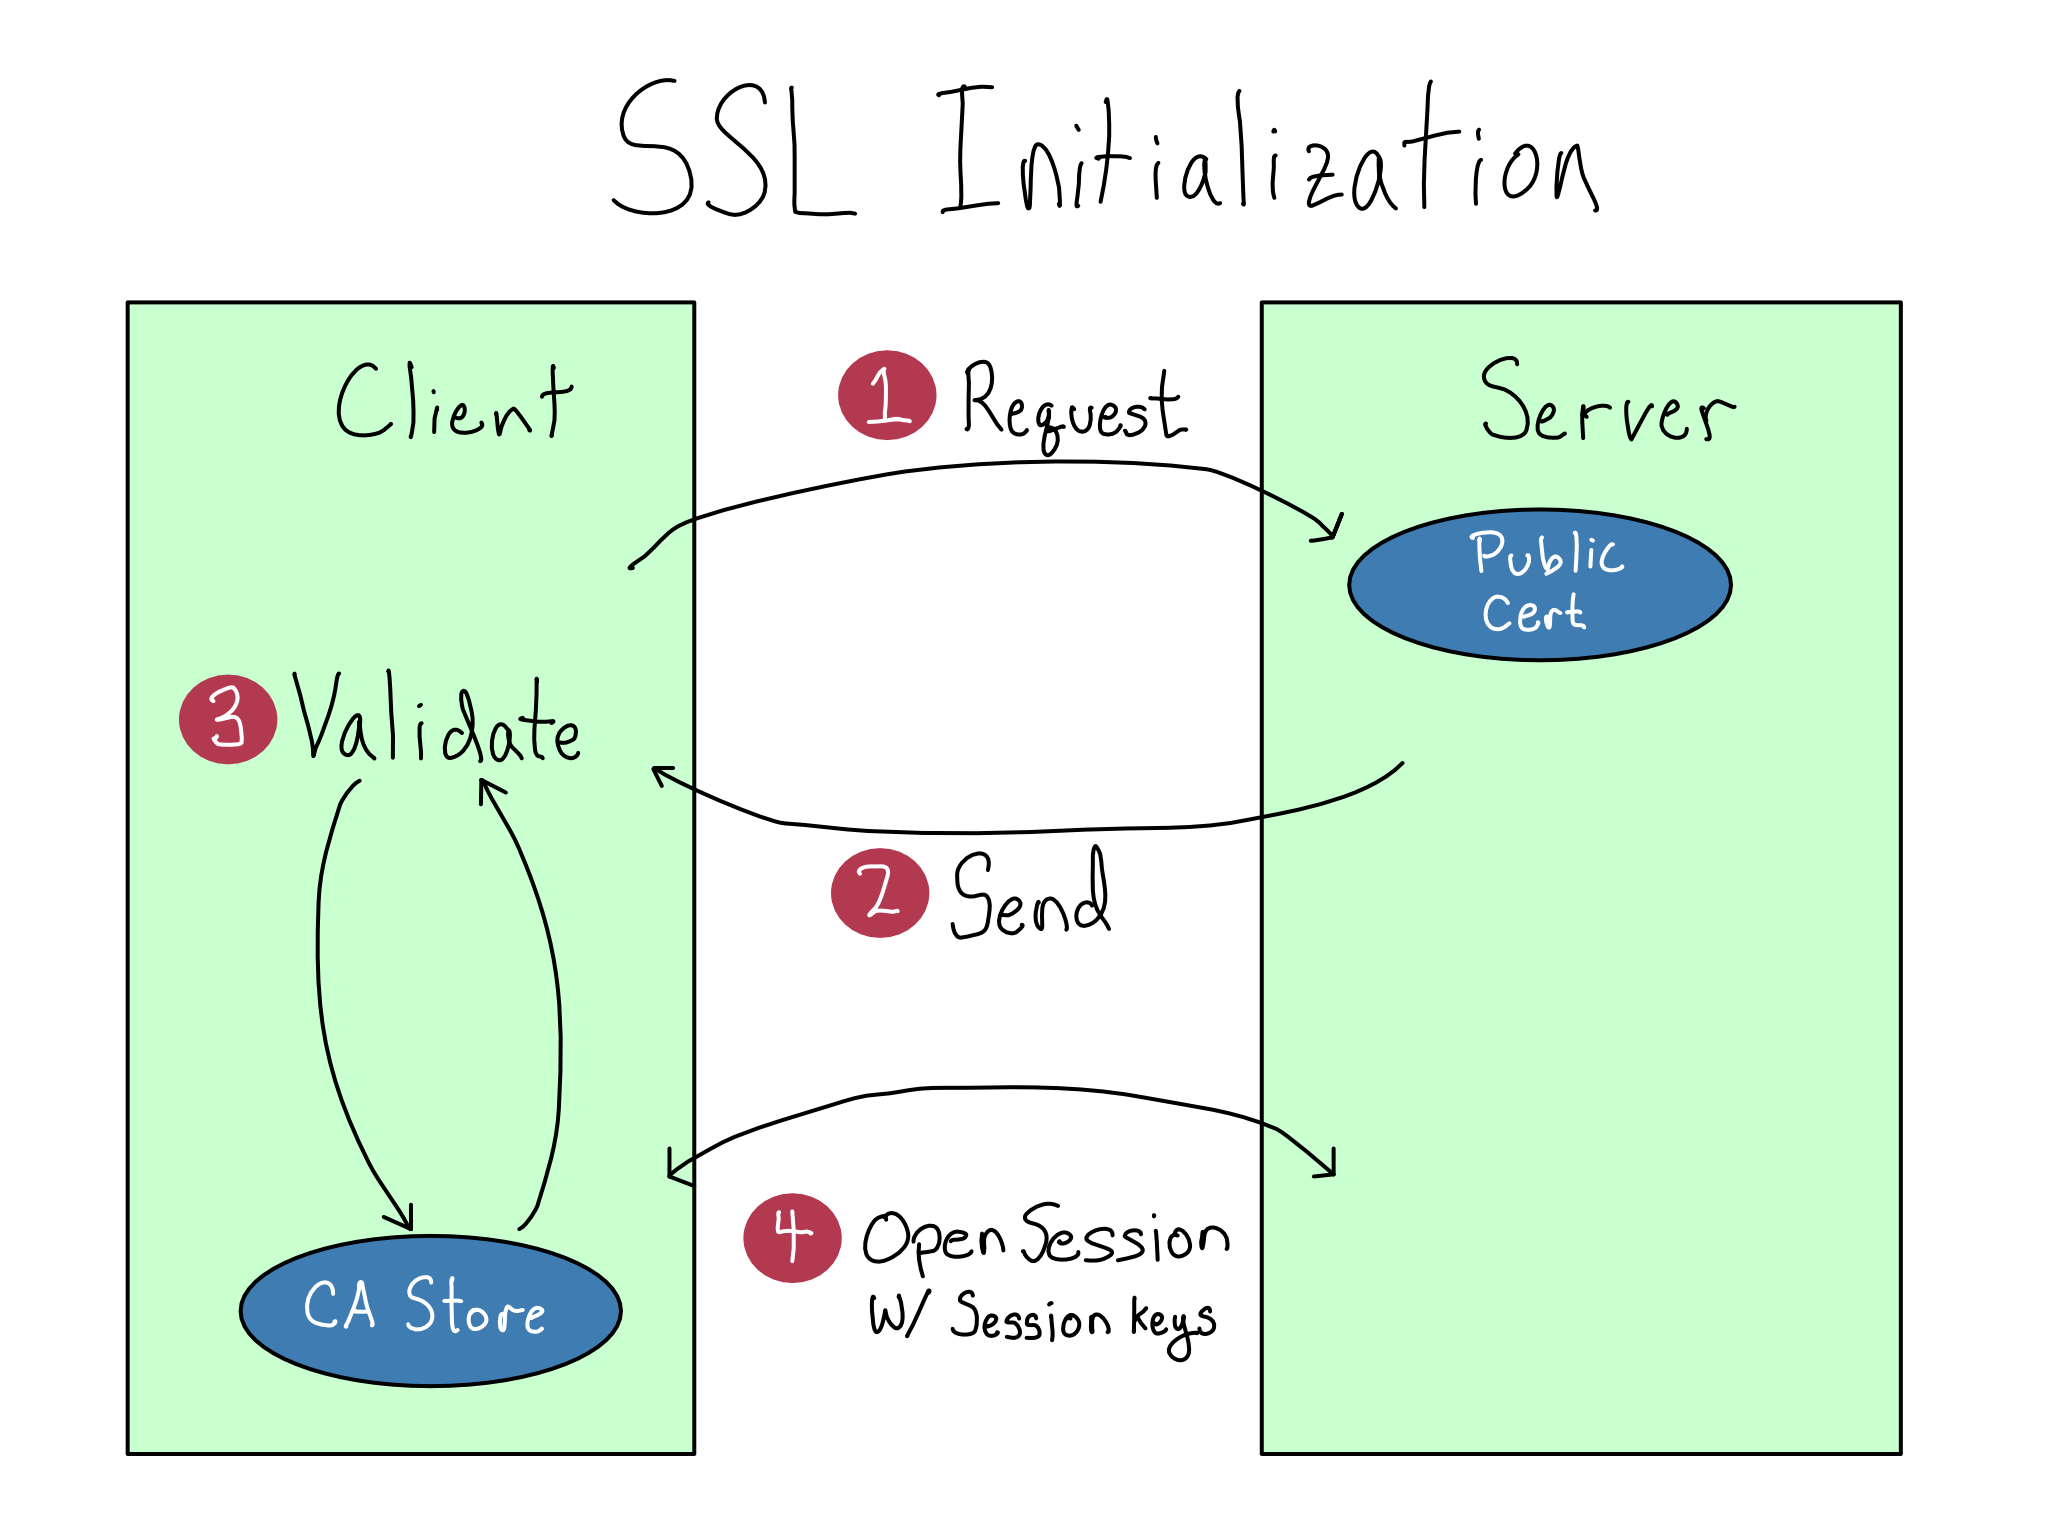 SSL Initialization
Client
1 Request
Server
Public
Cert
3 Validate
2 Send
4 Open Session
W/ Session keys
CA Store